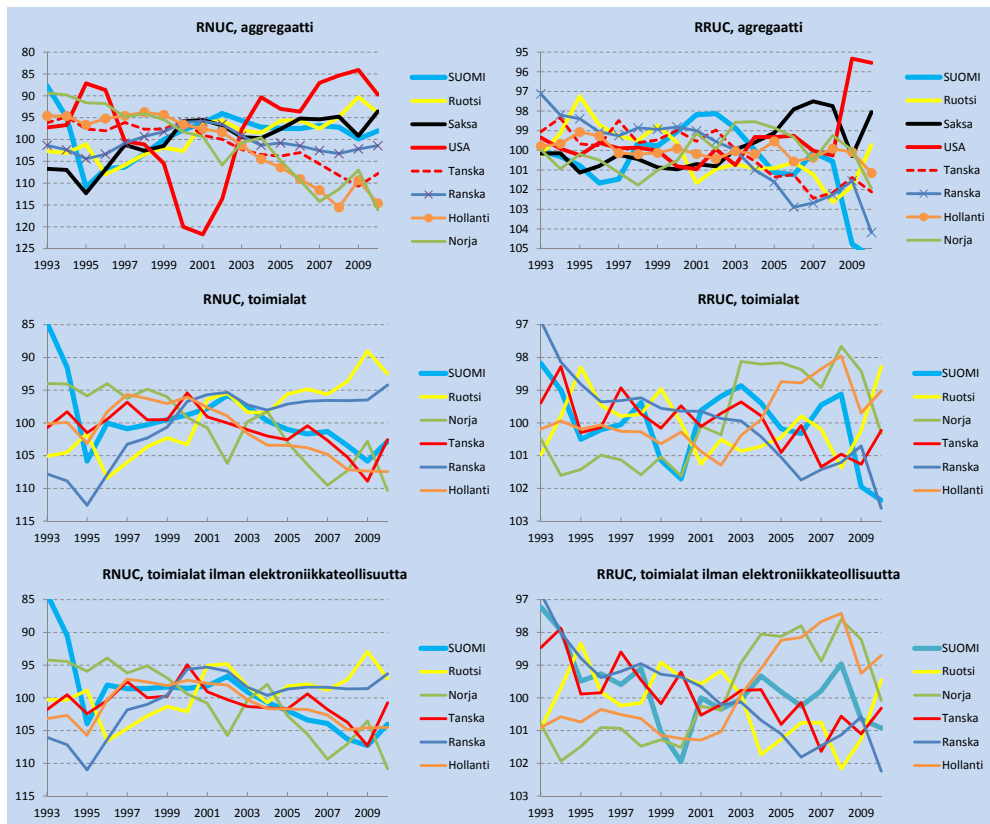 RNUC, aggregaatti
80
85
90
95
100
105
110
115
120
125
1993 1995 1997 1999 2001 2003 2005 2007 2009
SUOMI
Ruotsi
Saksa
USA
Tanska
Ranska
Hollanti
Norja
RRUC, agregaatti
95
96
97
98
99
100
101
102
103
104
105
1993 1995 1997 1999 2001 2003 2005 2007 2009
SUOMI
Ruotsi
Saksa
USA
Tanska
Ranska
Hollanti
Norja
RNUC, toimialat
85
90
95
100
105
110
115
1993 1995 1997 1999 2001 2003 2005 2007 2009
SUOMI
Ruotsi
Norja
Tanska
Ranska
Hollanti
RRUC, toimialat
97
98
99
100
101
102
103
1993 1995 1997 1999 2001 2003 2005 2007 2009
SUOMI
Ruotsi
Norja
Tanska
Ranska
Hollanti
RNUC, toimialat ilman elektroniikkateollisuutta
85
90
95
100
105
110
115
1993 1995 1997 1999 2001 2003 2005 2007 2009
SUOMI
Ruotsi
Norja
Tanska
Ranska
Hollanti
RRUC, toimialat ilman elektroniikkateollisuutta
97
98
99
100
101
102
103
1993 1995 1997 1999 2001 2003 2005 2007 2009
SUOMI
Ruotsi
Norja
Tanska
Ranska
Hollanti